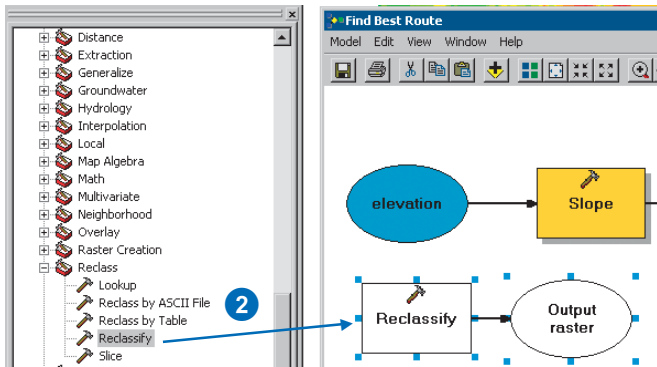 Distance
Extraction
Generalize
Groundwater
Hydrology
Interpolation
Local
Map Algebra
Math
Multivariate
Neighborhood
Overlay
Raster Creation
Reclass
Lookup
Reclass by ASCII File
Reclass by Table
Reclassify
Slice
2
Find Best Route
Model Edit View Window Help
elevation
Slope
Reclassify
Output
raster